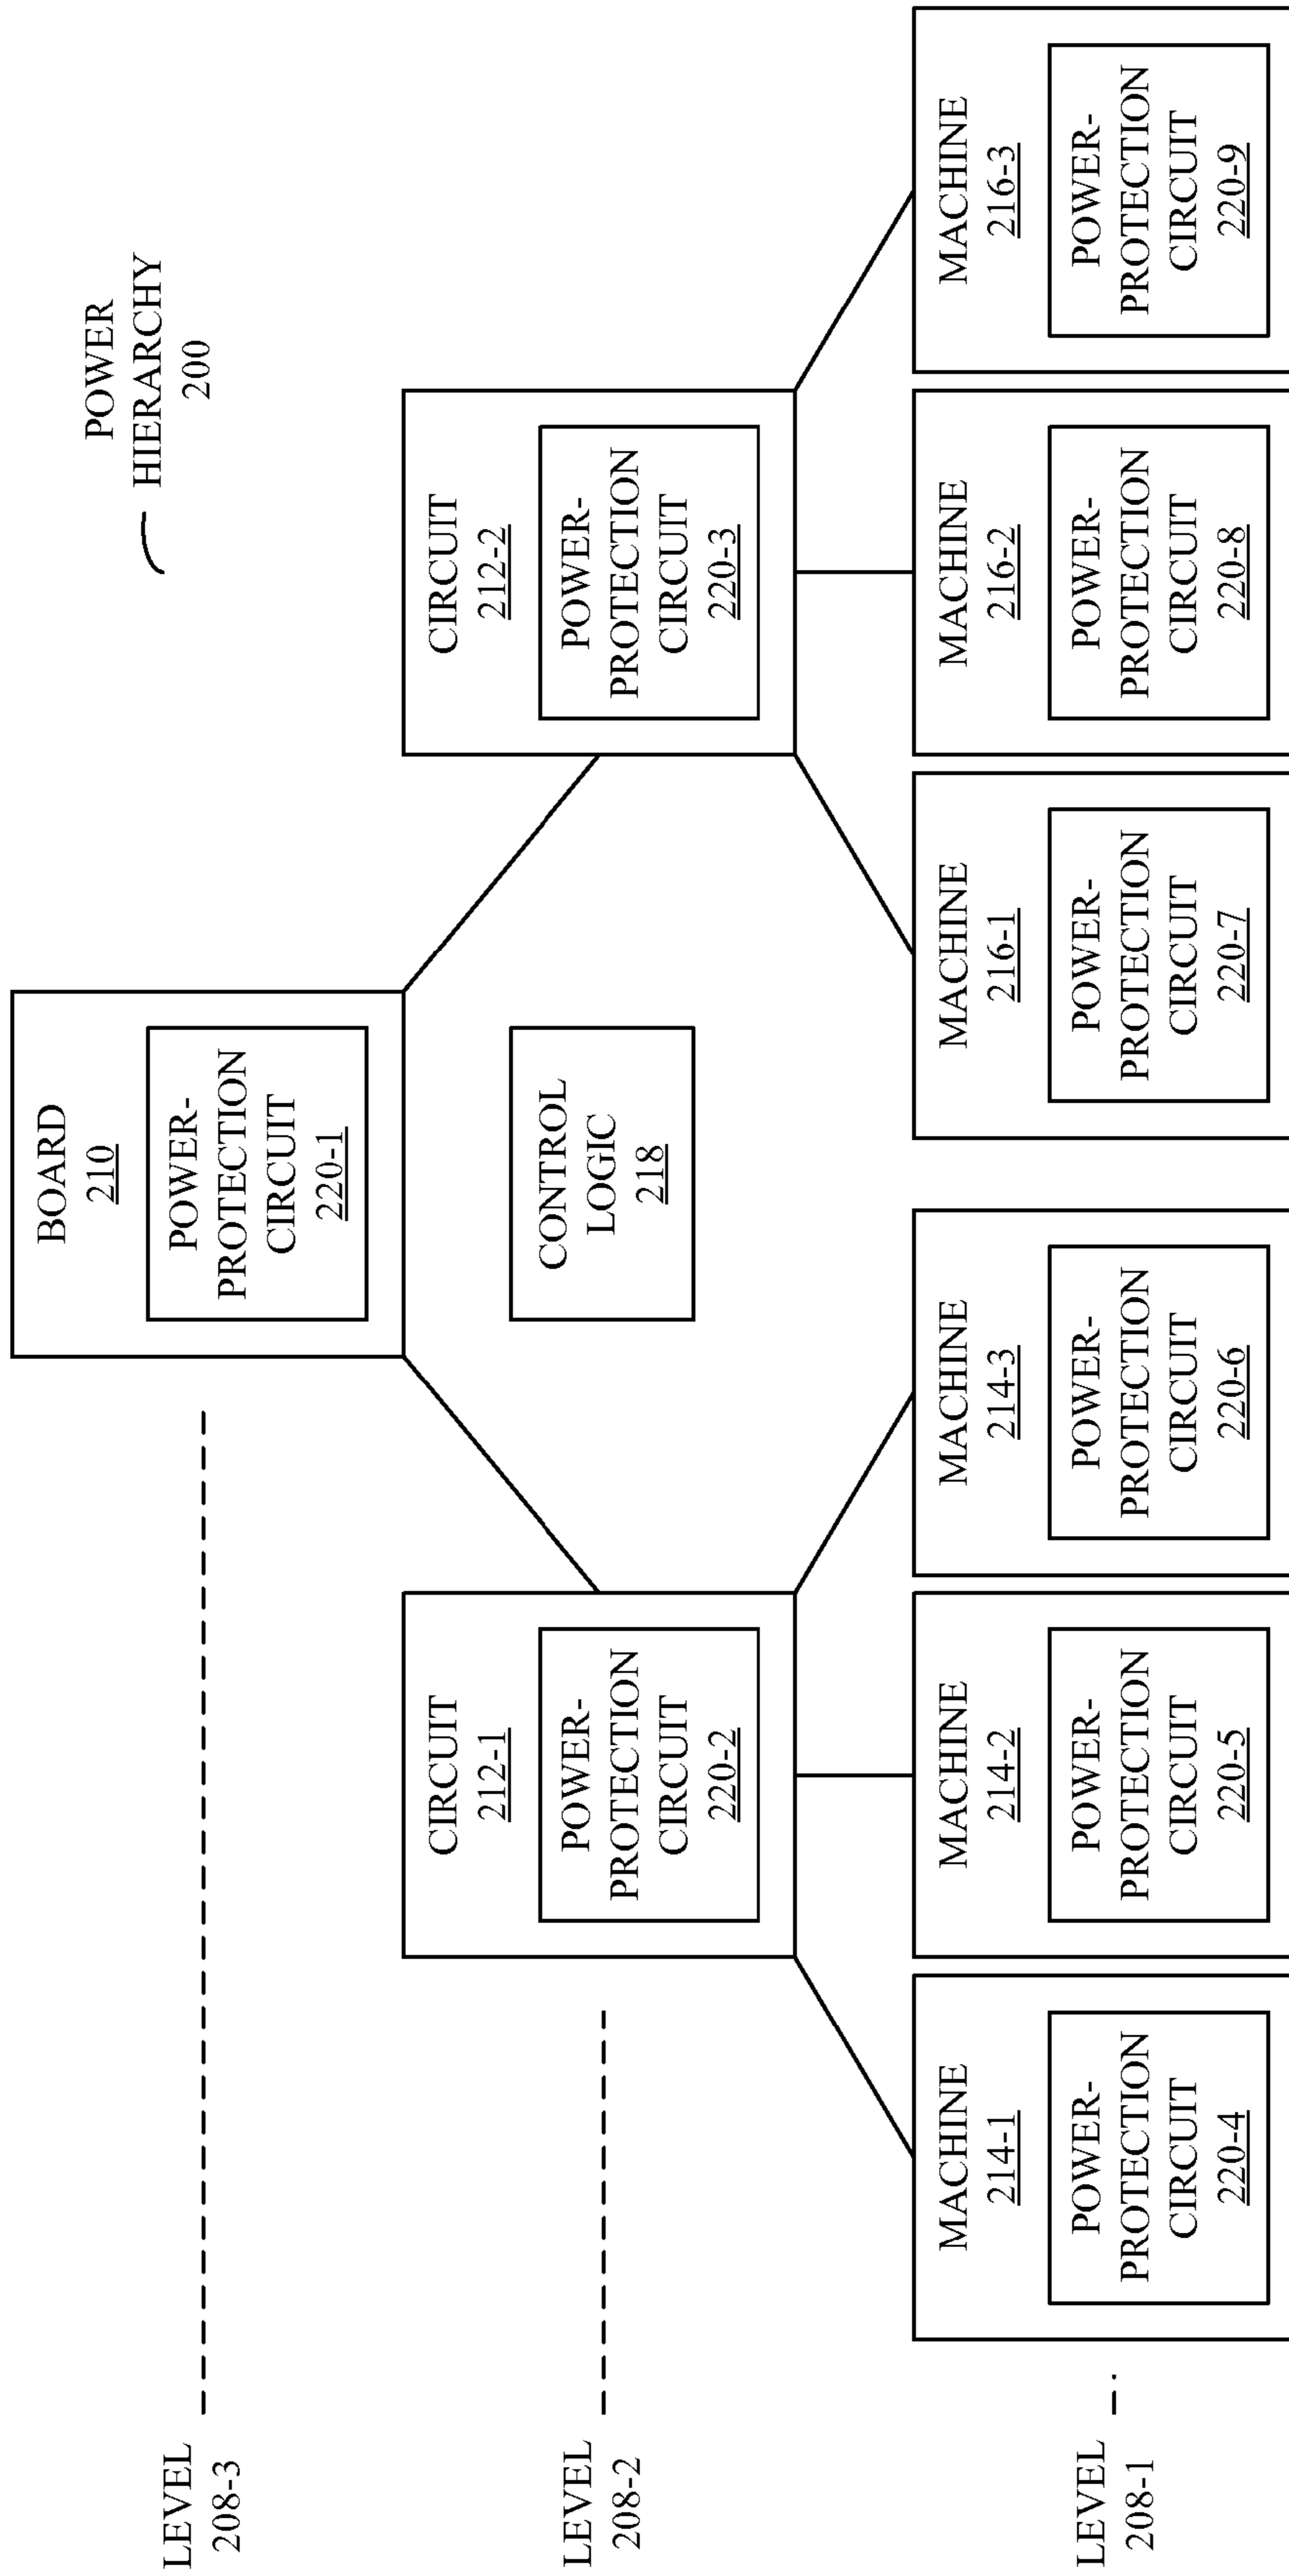 POWER
HIERARCHY
200
LEVEL
208-3
BOARD
210
POWER-
PROTECTION
CIRCUIT
220-1
LEVEL
208-2
CIRCUIT
212-1
POWER-
PROTECTION
CIRCUIT
220-2
CONTROL
LOGIC
218
CIRCUIT
212-2
POWER-
PROTECTION
CIRCUIT
220-3
LEVEL
208-1
MACHINE
214-1
POWER-
PROTECTION
CIRCUIT
220-4
MACHINE
214-2
POWER-
PROTECTION
CIRCUIT
220-5
MACHINE
214-3
POWER-
PROTECTION
CIRCUIT
220-6
MACHINE
216-1
POWER-
PROTECTION
CIRCUIT
220-7
MACHINE
216-2
POWER-
PROTECTION
CIRCUIT
220-8
MACHINE
216-3
POWER-
PROTECTION
CIRCUIT
220-9